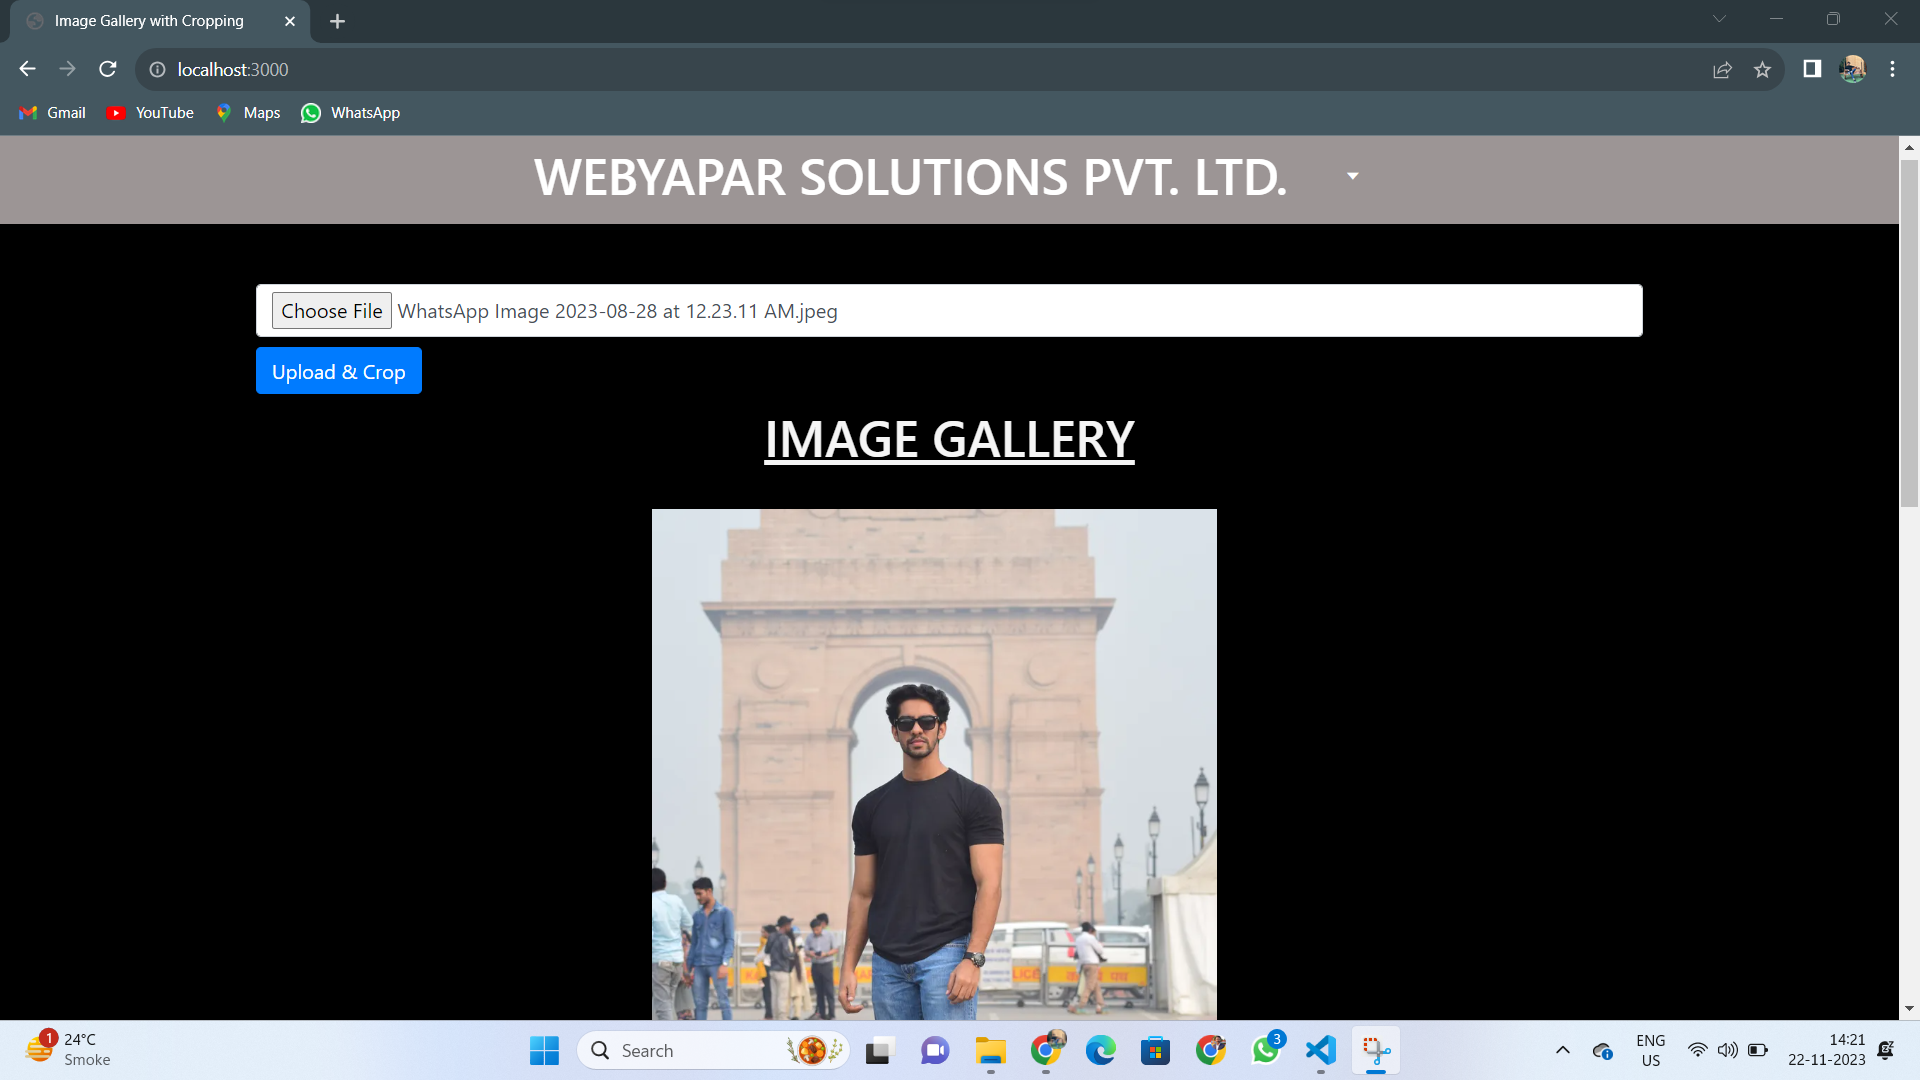 Image Gallery with Cropping
localhost:3000
Gmail YouTube Maps WhatsApp
WEBYAPAR SOLUTIONS PVT. LTD.
Choose File WhatsApp Image 2023-08-28 at 12.23.11 AM.jpeg
Upload & Crop
IMAGE GALLERY
LICE
1
24°C
Smoke
Search
3
ENG
US
14:21
22-11-2023